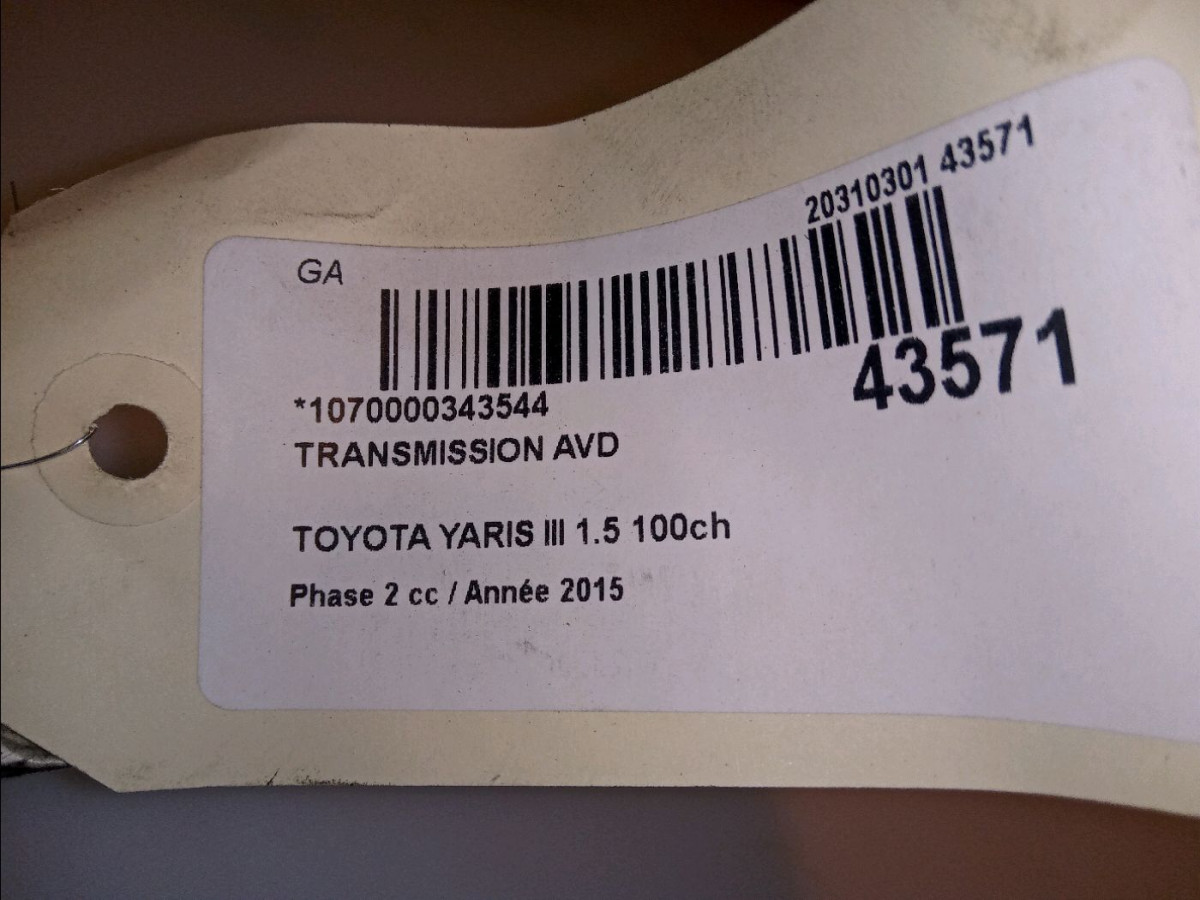 20310301 43571
GA
43571
*1070000343544
TRANSMISSION AVD
TOYOTA YARIS III 1.5 100ch
Phase 2 cc / Année 2015